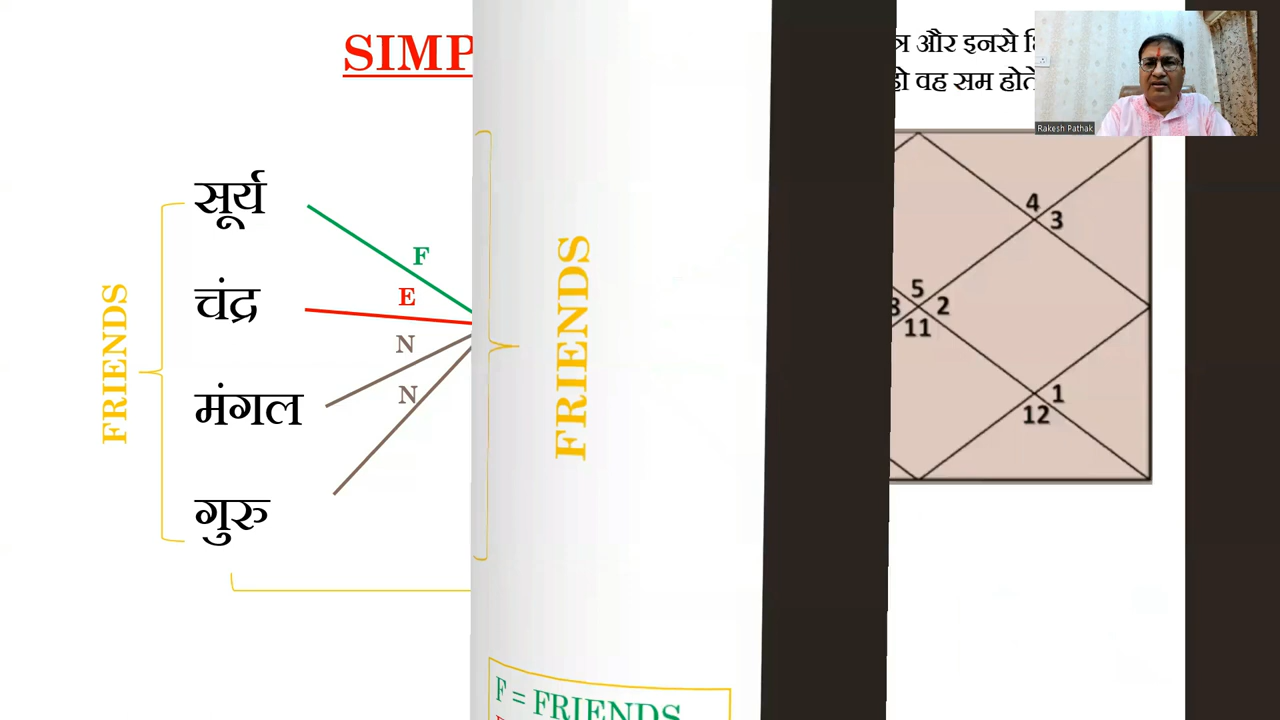 SIMP
त्र और इनसे
हो वह सम होते
Rakesh Pathak
सूर्य
चंद्र
मंगल
गुरु
FRIENDS
F
E
N
N
FRIENDS
4
3
5
2
11
1
12
F = FRIENDS